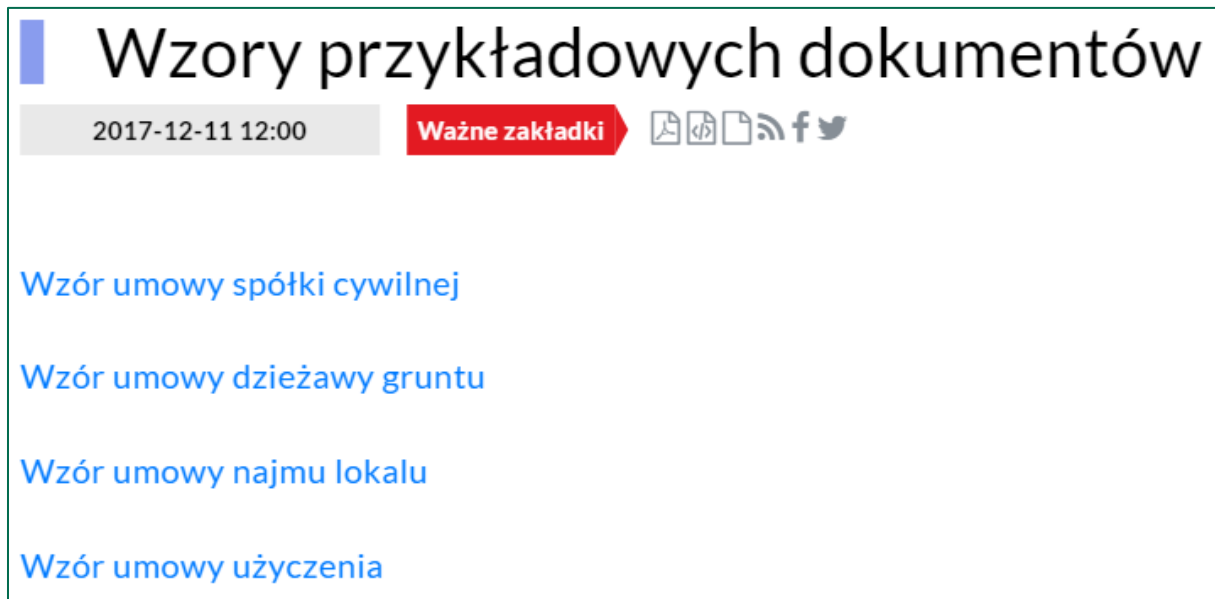 Wzory przykładowych dokumentów
2017-12-11 12:00 Ważne zakładki
Wzór umowy spółki cywilnej
Wzór umowy dzieżawy gruntu
Wzór umowy najmu lokalu
Wzór umowy użyczenia